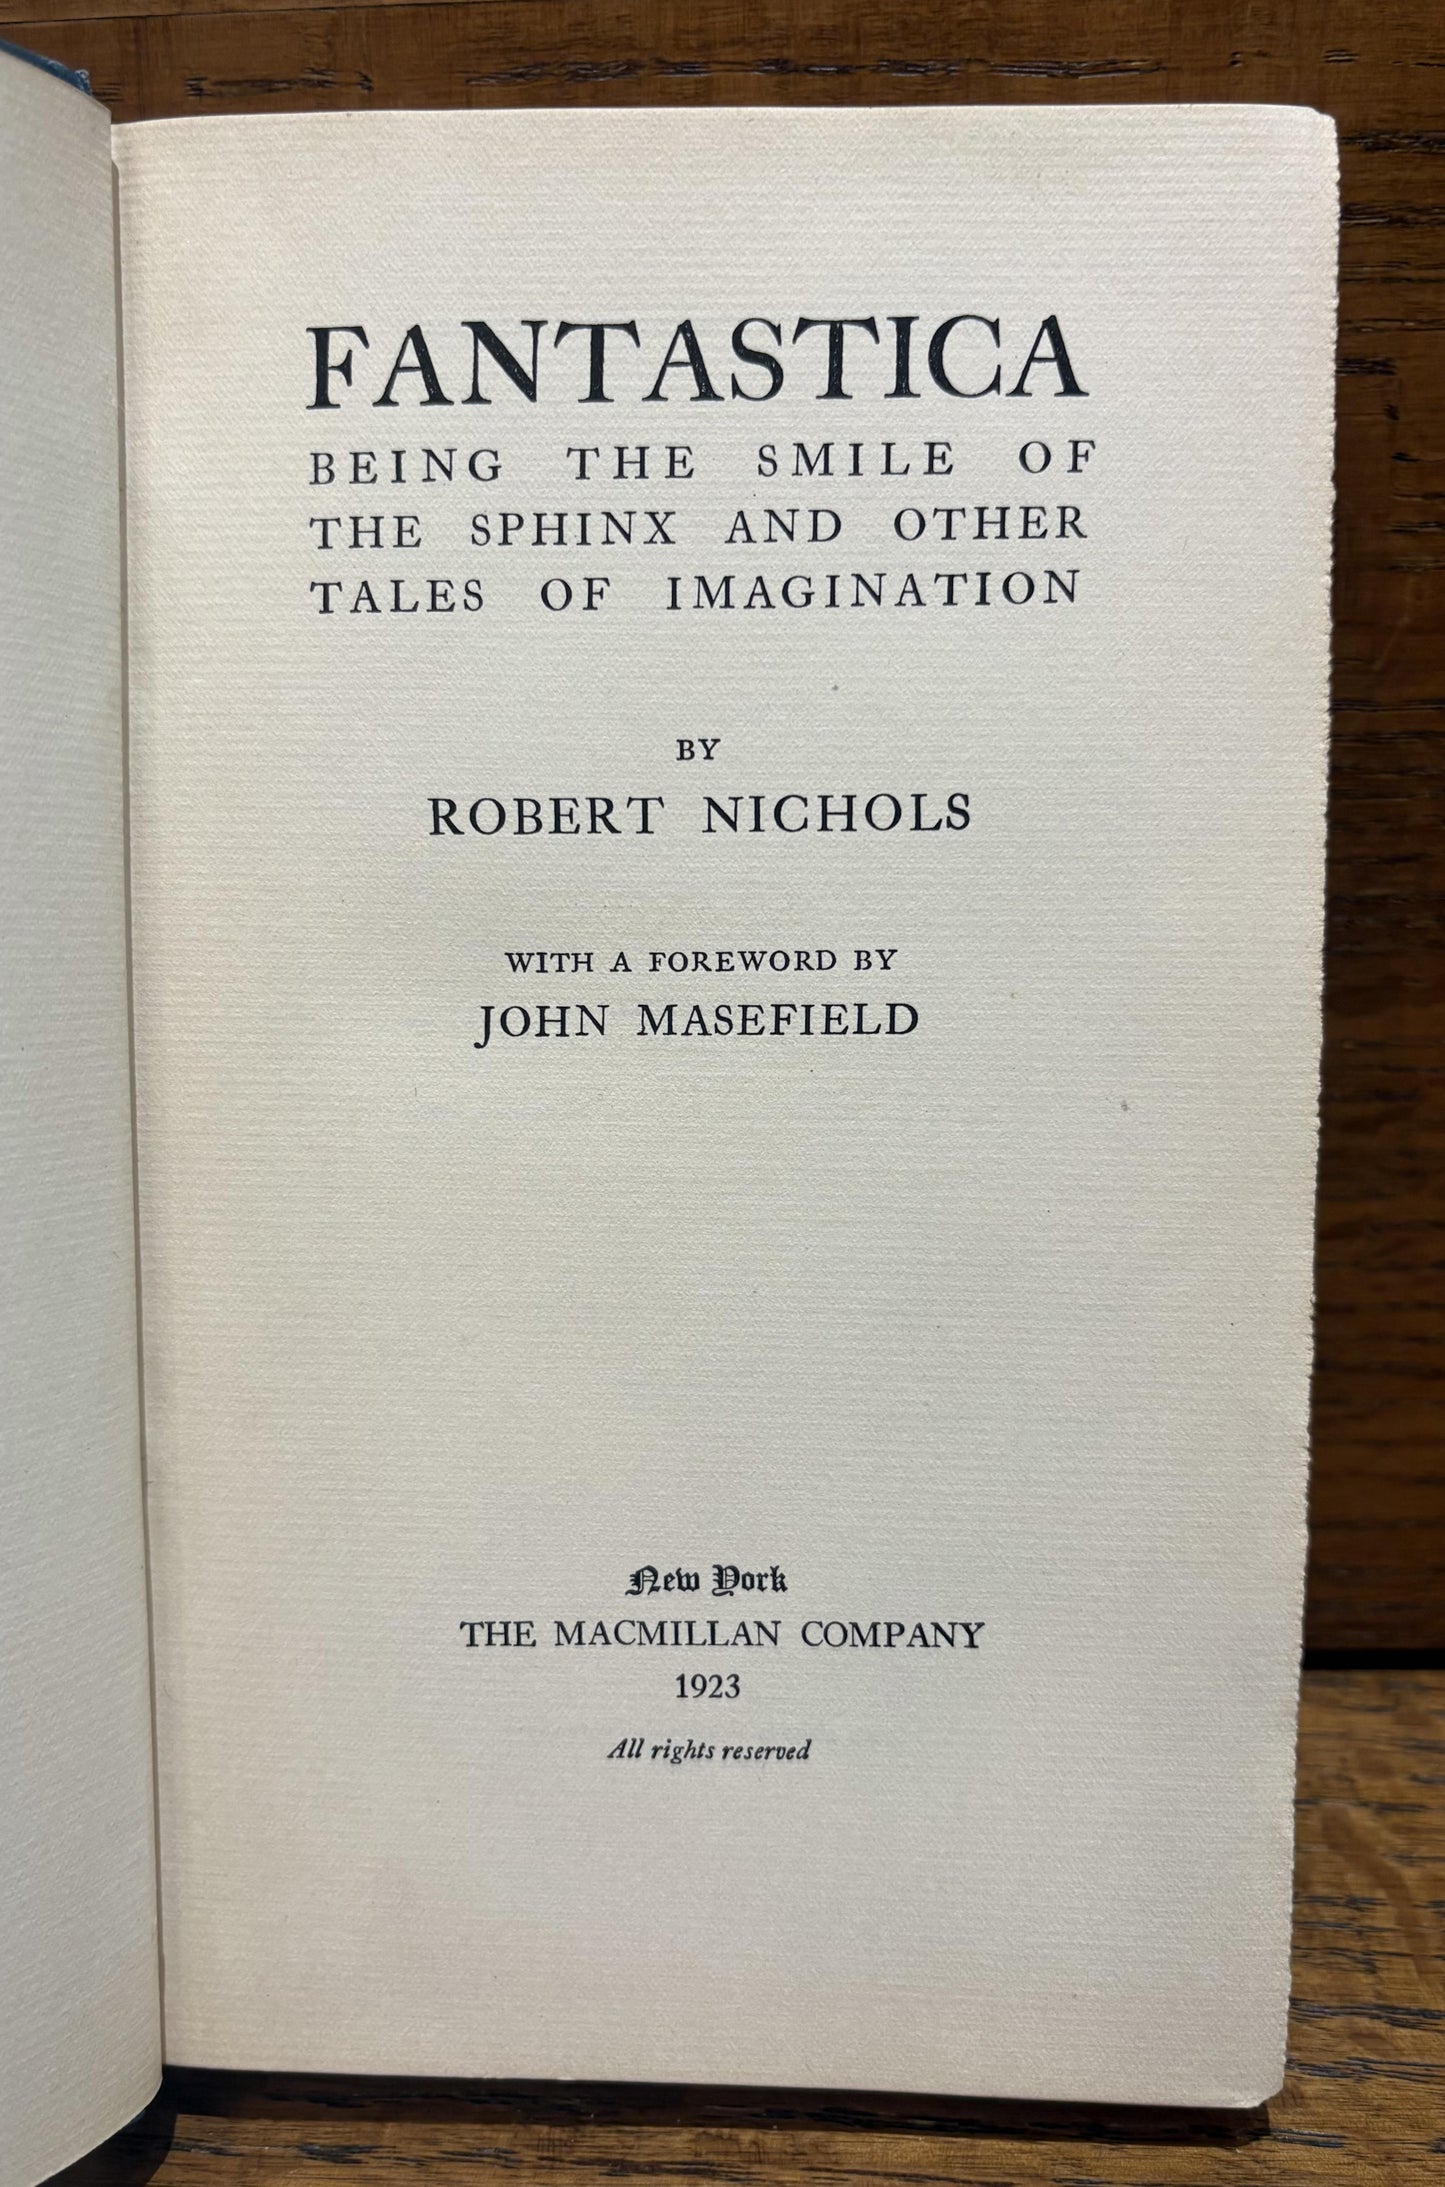 FANTASTICA
BEING THE SMILE OF
THE SPHINX AND OTHER
TALES OF IMAGINATION
BY
ROBERT NICHOLS
WITH A FOREWORD BY
JOHN MASEFIELD
New York
THE MACMILLAN COMPANY
1923
All rights reserved